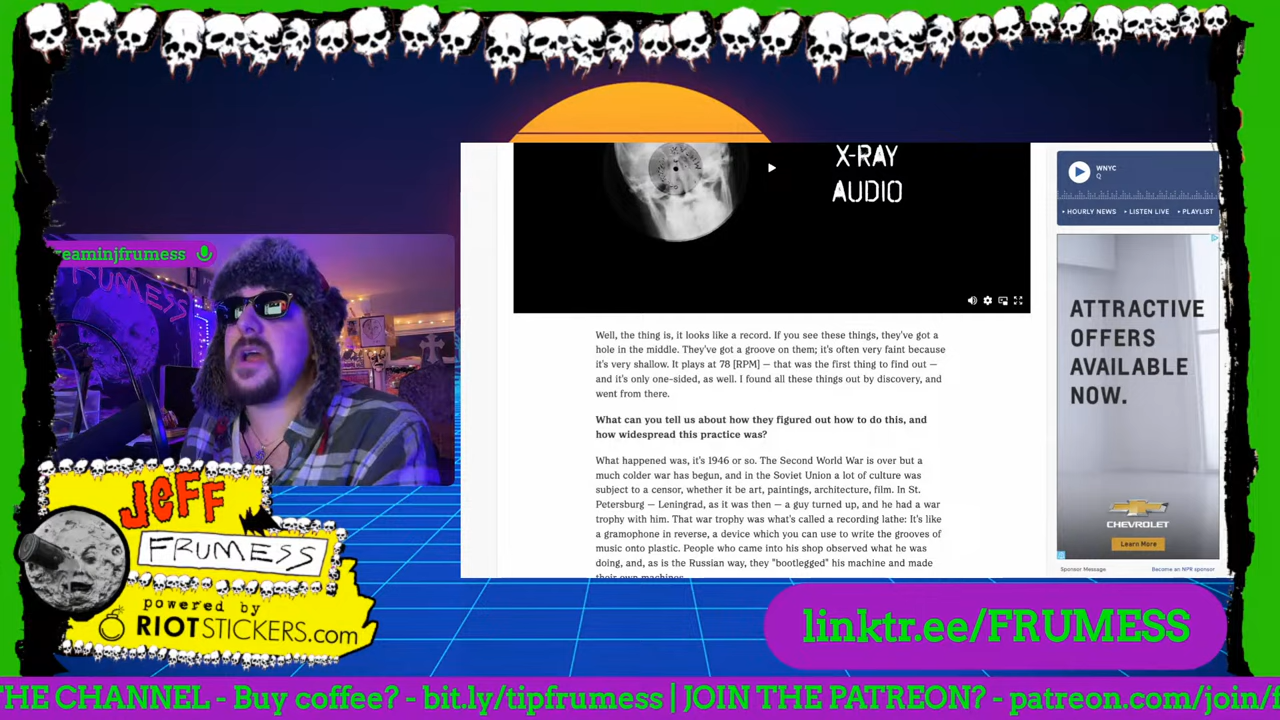 X-RAY
AUDIO
WNYC
Q
• HOURLY NEWS • LISTEN LIVE • PLAYLIST
eaminjfrumess
FRUMESS
ATTRACTIVE
OFFERS
AVAILABLE
NOW.
CHEVROLET
Learn More
Sponsor Message
Become an NPR sponsor
Well, the thing is, it looks like a record. If you see these things, they've got a
hole in the middle. They've got a groove on them; it's often very faint because
it's very shallow. It plays at 78 [RPM] — that was the first thing to find out —
and it's only one-sided, as well. I found all these things out by discovery, and
went from there.
What can you tell us about how they figured out how to do this, and
how widespread this practice was?
What happened was, it's 1946 or so. The Second World War is over but a
much colder war has begun, and in the Soviet Union a lot of culture was
subject to a censor, whether it be art, paintings, architecture, film. In St.
Petersburg — Leningrad, as it was then — a guy turned up, and he had a war
trophy with him. That war trophy was what's called a recording lathe: It's like
a gramophone in reverse, a device which you can use to write the grooves of
music onto plastic. People who came into his shop observed what he was
doing, and, as is the Russian way, they "bootlegged" his machine and made
their own machines.
JEFF
FRUMESS
powered by
RIOTSTICKERS.com
linktr.ee/FRUMESS
THE CHANNEL - Buy coffee? - bit.ly/tipfrumess | JOIN THE PATREON? - patreon.com/join/f